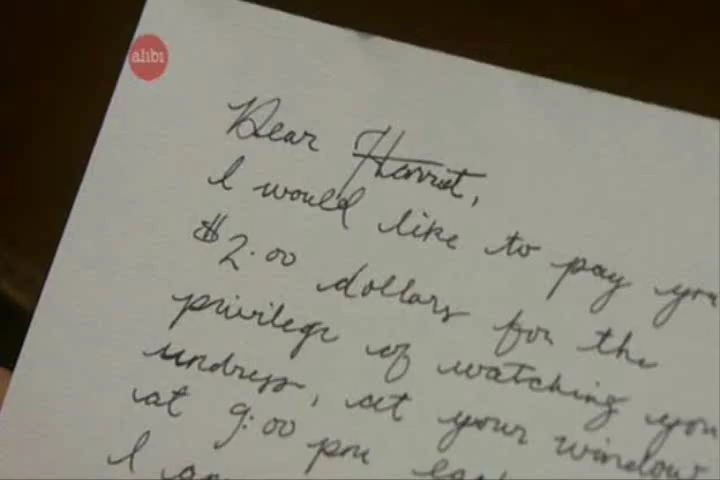 alibi
Dear Harriet,
I would like to pay you
$2.00 dollars for the
privilege of watching you
undress, at your window
at 9:00 pm
I am